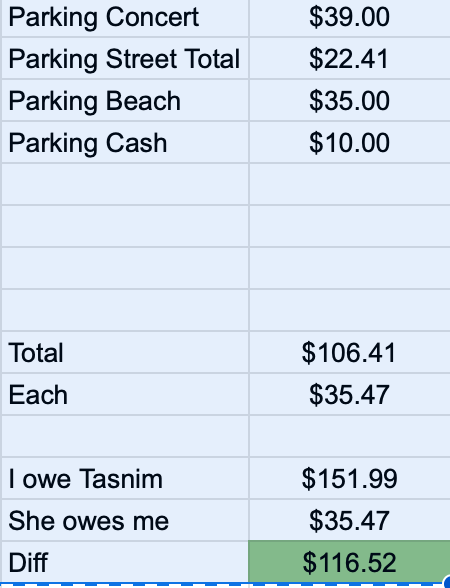 Parking Concert $39.00
Parking Street Total $22.41
Parking Beach $35.00
Parking Cash $10.00
Total $106.41
Each $35.47
I owe Tasnim $151.99
She owes me $35.47
Diff $116.52